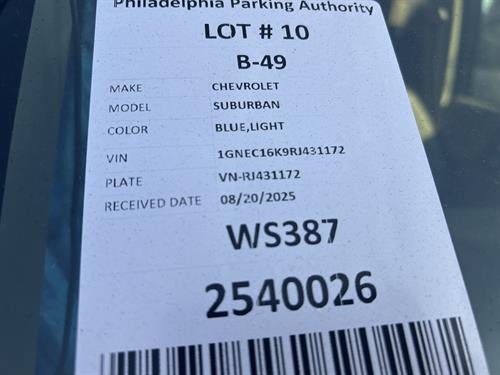 Philadelphia Parking Authority
LOT # 10
B-49
MAKE CHEVROLET
MODEL SUBURBAN
COLOR BLUE,LIGHT
VIN 1GNEC16K9RJ431172
PLATE VN-RJ431172
RECEIVED DATE 08/20/2025
WS387
2540026